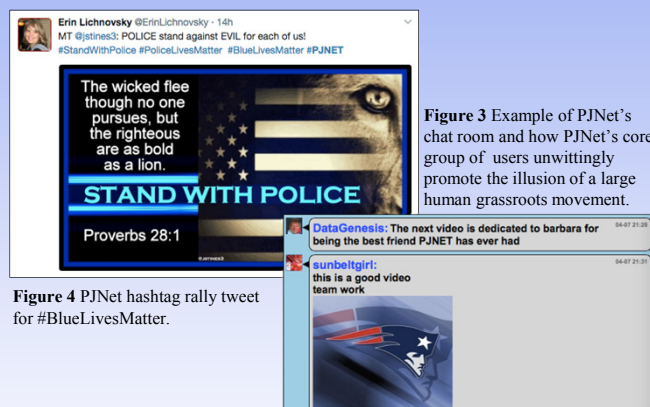 Erin Lichnovsky @ErinLichnovsky · 14h
MT @jstines3: POLICE stand against EVIL for each of us!
#StandWithPolice #PoliceLivesMatter #BlueLivesMatter #PJNET
The wicked flee
though no one
pursues, but
the righteous
are as bold
as a lion.
STAND WITH POLICE
Proverbs 28:1
@JSTINES3
Figure 4 PJNet hashtag rally tweet
for #BlueLivesMatter.
Figure 3 Example of PJNet's
chat room and how PJNet's core
group of users unwittingly
promote the illusion of a large
human grassroots movement.
DataGenesis: The next video is dedicated to barbara for
being the best friend PJNET has ever had
04-07 21:28
sunbeltgirl:
04-07 21:31
this is a good video
team work